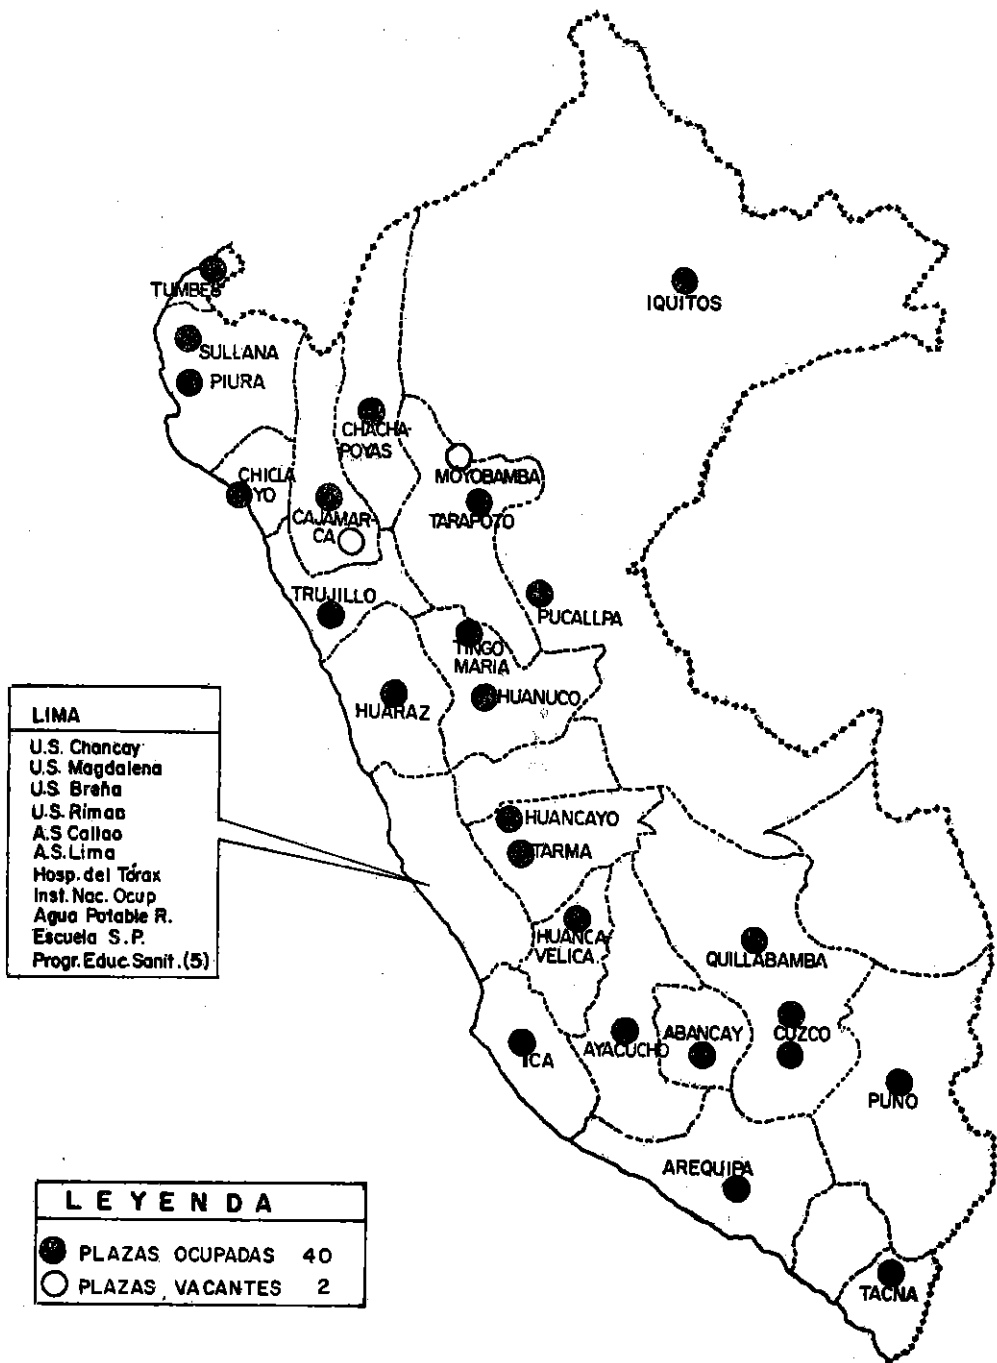 TUMBES
IQUITOS
SULLANA
PIURA
CHACHA-
POYAS
MOYOBAMBA
CHICLA
YO
CAJAMAR-
CA
TARAPOTO
TRUJILLO
PUCALLPA
TINGO
MARIA
HUARAZ
HUANUCO
LIMA
U.S. Chancay
U.S. Magdalena
U.S. Breña
U.S. Rimac
A.S Callao
A.S. Lima
Hosp. del Tórax
Inst. Nac. Ocup
Agua Potable R.
Escuela S.P.
Progr. Educ. Sanit. (5)
HUANCAYO
TARMA
HUANCA-
VELICA
QUILLABAMBA
ICA
AYACUCHO
ABANCAY
CUZCO
PUNO
AREQUIPA
TACNA
LEYENDA
PLAZAS OCUPADAS 40
PLAZAS VACANTES 2